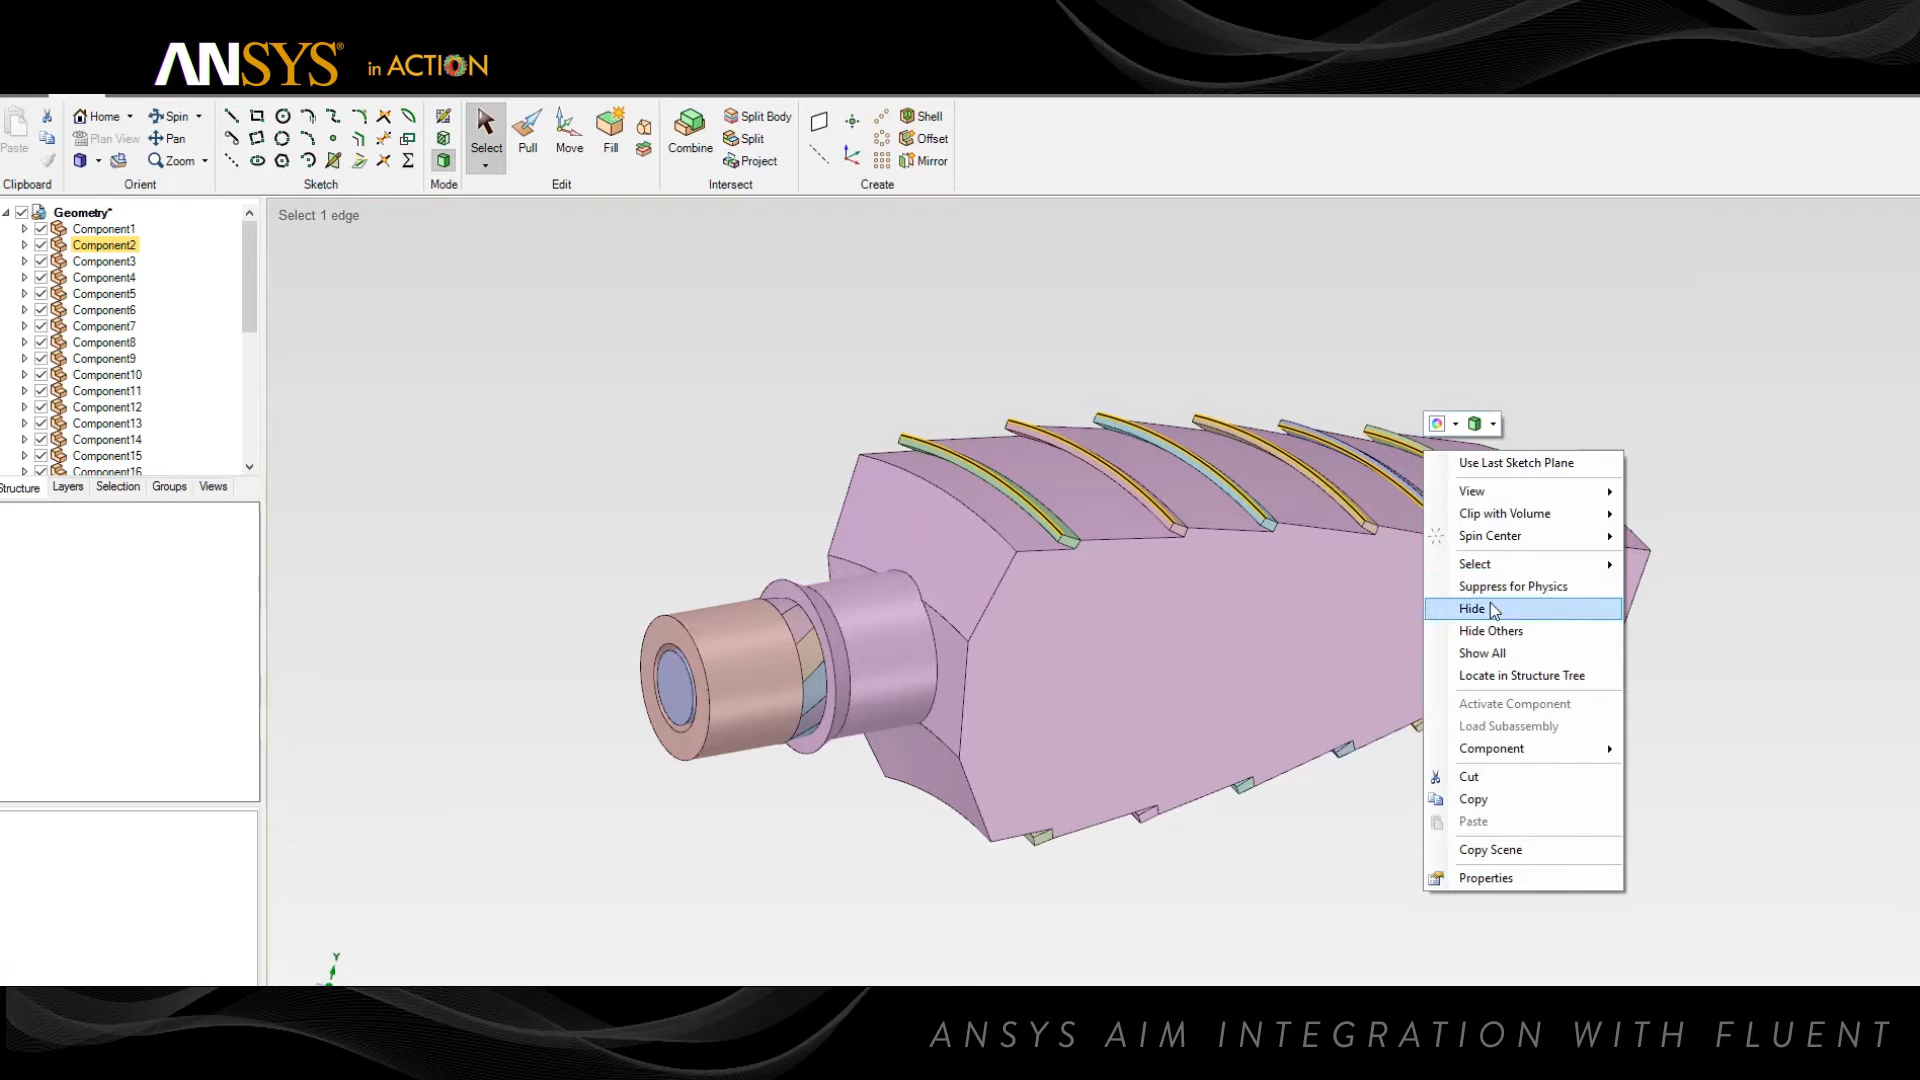 ANSYS® in ACTION
Paste
Clipboard
Home
Plan View
Spin
Pan
Zoom
Orient
Sketch
Mode
Select
Pull
Move
Fill
Edit
Combine
Split Body
Split
Project
Intersect
Shell
Offset
Mirror
Create
Geometry*
Component1
Component2
Component3
Component4
Component5
Component6
Component7
Component8
Component9
Component10
Component11
Component12
Component13
Component14
Component15
Component16
Structure Layers Selection Groups Views
Select 1 edge
Use Last Sketch Plane
View
Clip with Volume
Spin Center
Select
Suppress for Physics
Hide
Hide Others
Show All
Locate in Structure Tree
Activate Component
Load Subassembly
Component
Cut
Copy
Paste
Copy Scene
Properties
Y
ANSYS AIM INTEGRATION WITH FLUENT